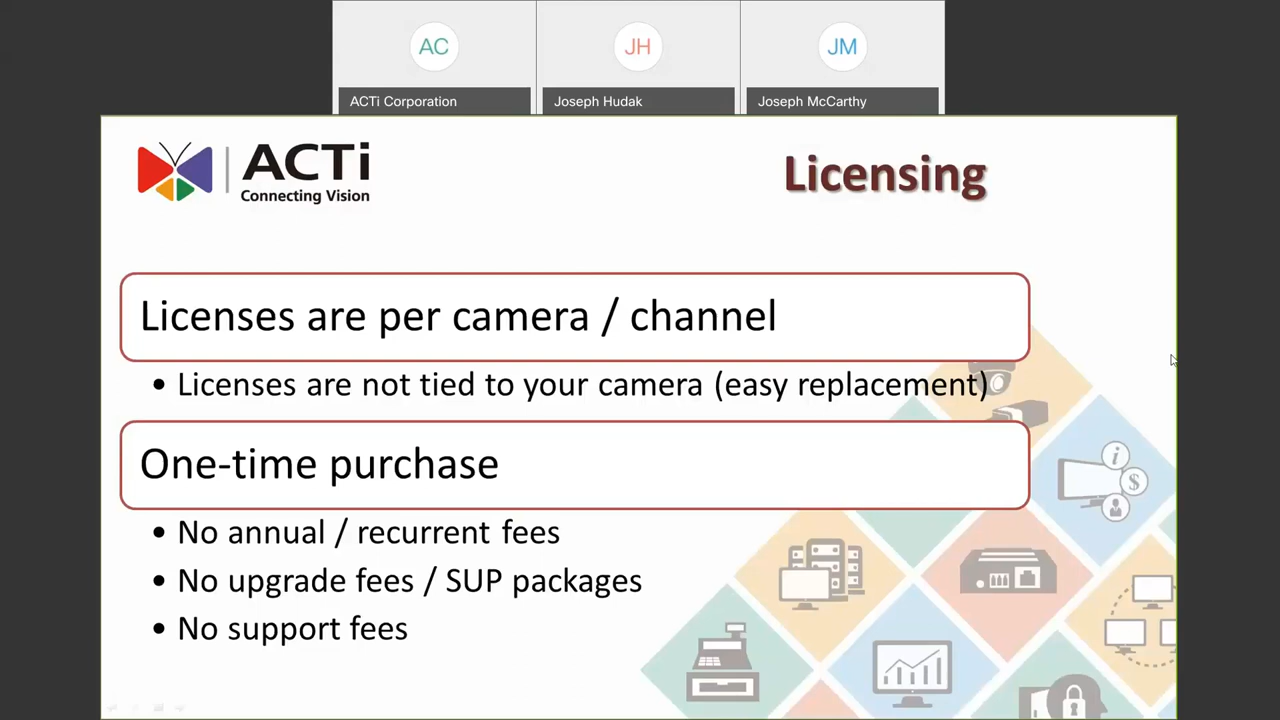 AC
JH
JM
ACTi Corporation
Joseph Hudak
Joseph McCarthy
ACTi
Connecting Vision
Licensing
Licenses are per camera / channel
• Licenses are not tied to your camera (easy replacement)
One-time purchase
• No annual / recurrent fees
• No upgrade fees / SUP packages
• No support fees
i
$